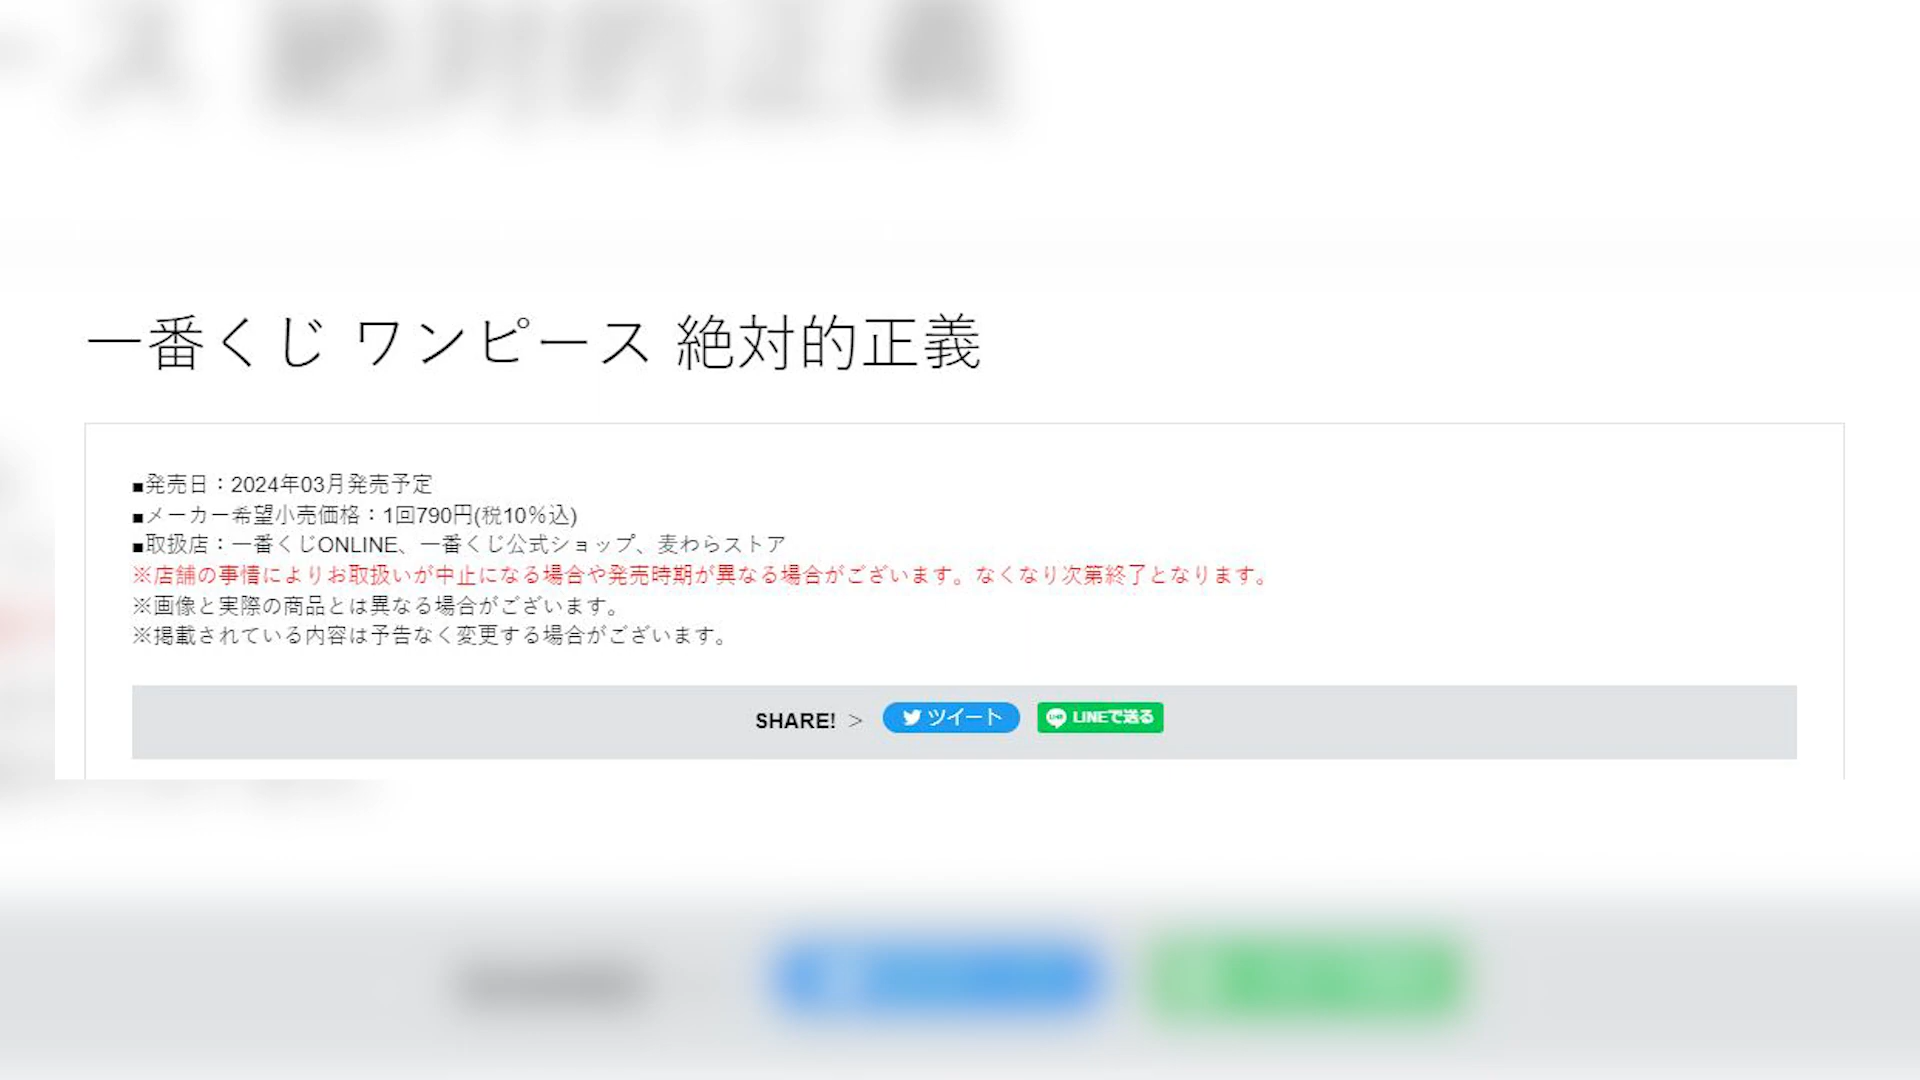 一番くじ ワンピース 絶対的正義
■発売日：2024年03月発売予定
■メーカー希望小売価格：1回790円(税10％込)
■取扱店：一番くじONLINE、一番くじ公式ショップ、麦わらストア
※店舗の事情によりお取扱いが中止になる場合や発売時期が異なる場合がございます。なくなり次第終了となります。
※画像と実際の商品とは異なる場合がございます。
※掲載されている内容は予告なく変更する場合がございます。
SHARE! ＞ ツイート LINEで送る